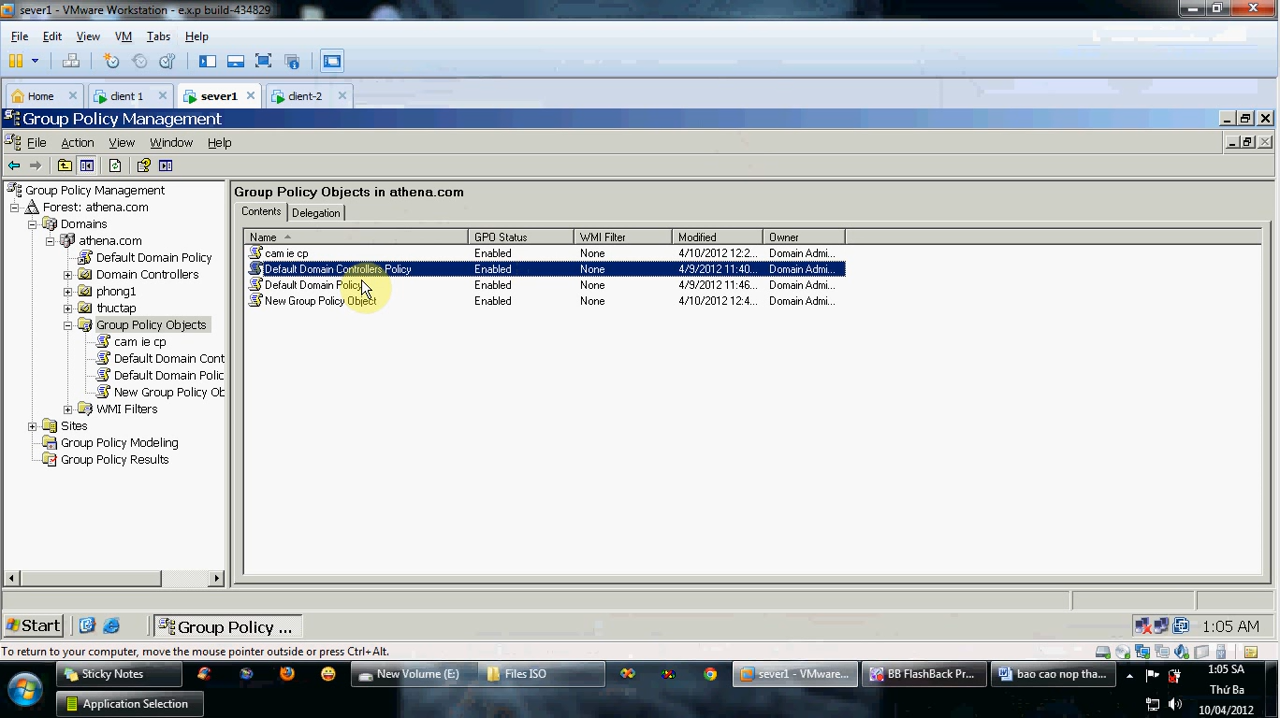 sever1 - VMware Workstation - e.x.p build-434829
File Edit View VM Tabs Help
Home client 1 sever1 client-2
Group Policy Management
File Action View Window Help
Group Policy Management
Forest: athena.com
Domains
athena.com
Default Domain Policy
Domain Controllers
phong1
thuctap
Group Policy Objects
cam ie cp
Default Domain Cont
Default Domain Polic
New Group Policy Ob
WMI Filters
Sites
Group Policy Modeling
Group Policy Results
Group Policy Objects in athena.com
Contents Delegation
Name GPO Status WMI Filter Modified Owner
cam ie cp Enabled None 4/10/2012 12:2... Domain Admi...
Default Domain Controllers Policy Enabled None 4/9/2012 11:40... Domain Admi...
Default Domain Policy Enabled None 4/9/2012 11:46... Domain Admi...
New Group Policy Object Enabled None 4/10/2012 12:4... Domain Admi...
Start Group Policy ... 1:05 AM
To return to your computer, move the mouse pointer outside or press Ctrl+Alt.
Sticky Notes New Volume (E:) Files ISO sever1 - VMware... BB FlashBack Pr... bao cao nop tha... 1:05 SA
Thứ Ba
Application Selection 10/04/2012